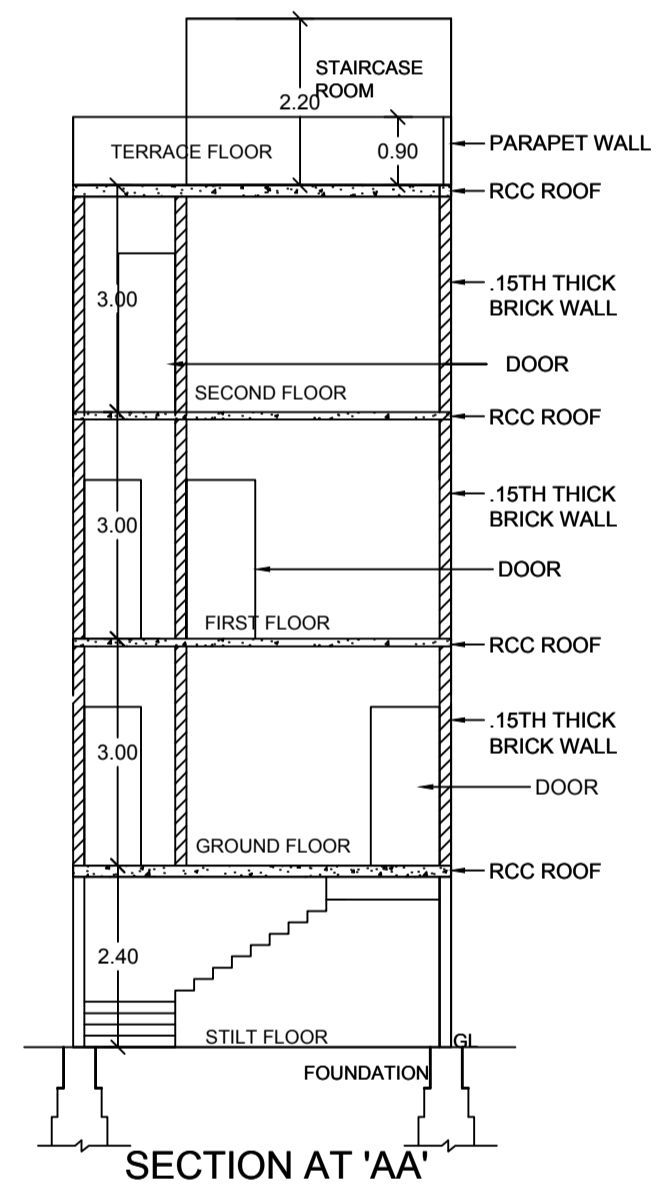 STAIRCASE
ROOM
2.20
TERRACE FLOOR
0.90
PARAPET WALL
RCC ROOF
.15TH THICK
BRICK WALL
3.00
DOOR
SECOND FLOOR
RCC ROOF
.15TH THICK
BRICK WALL
3.00
DOOR
FIRST FLOOR
RCC ROOF
.15TH THICK
BRICK WALL
3.00
DOOR
GROUND FLOOR
RCC ROOF
2.40
STILT FLOOR
GL
FOUNDATION
SECTION AT 'AA'